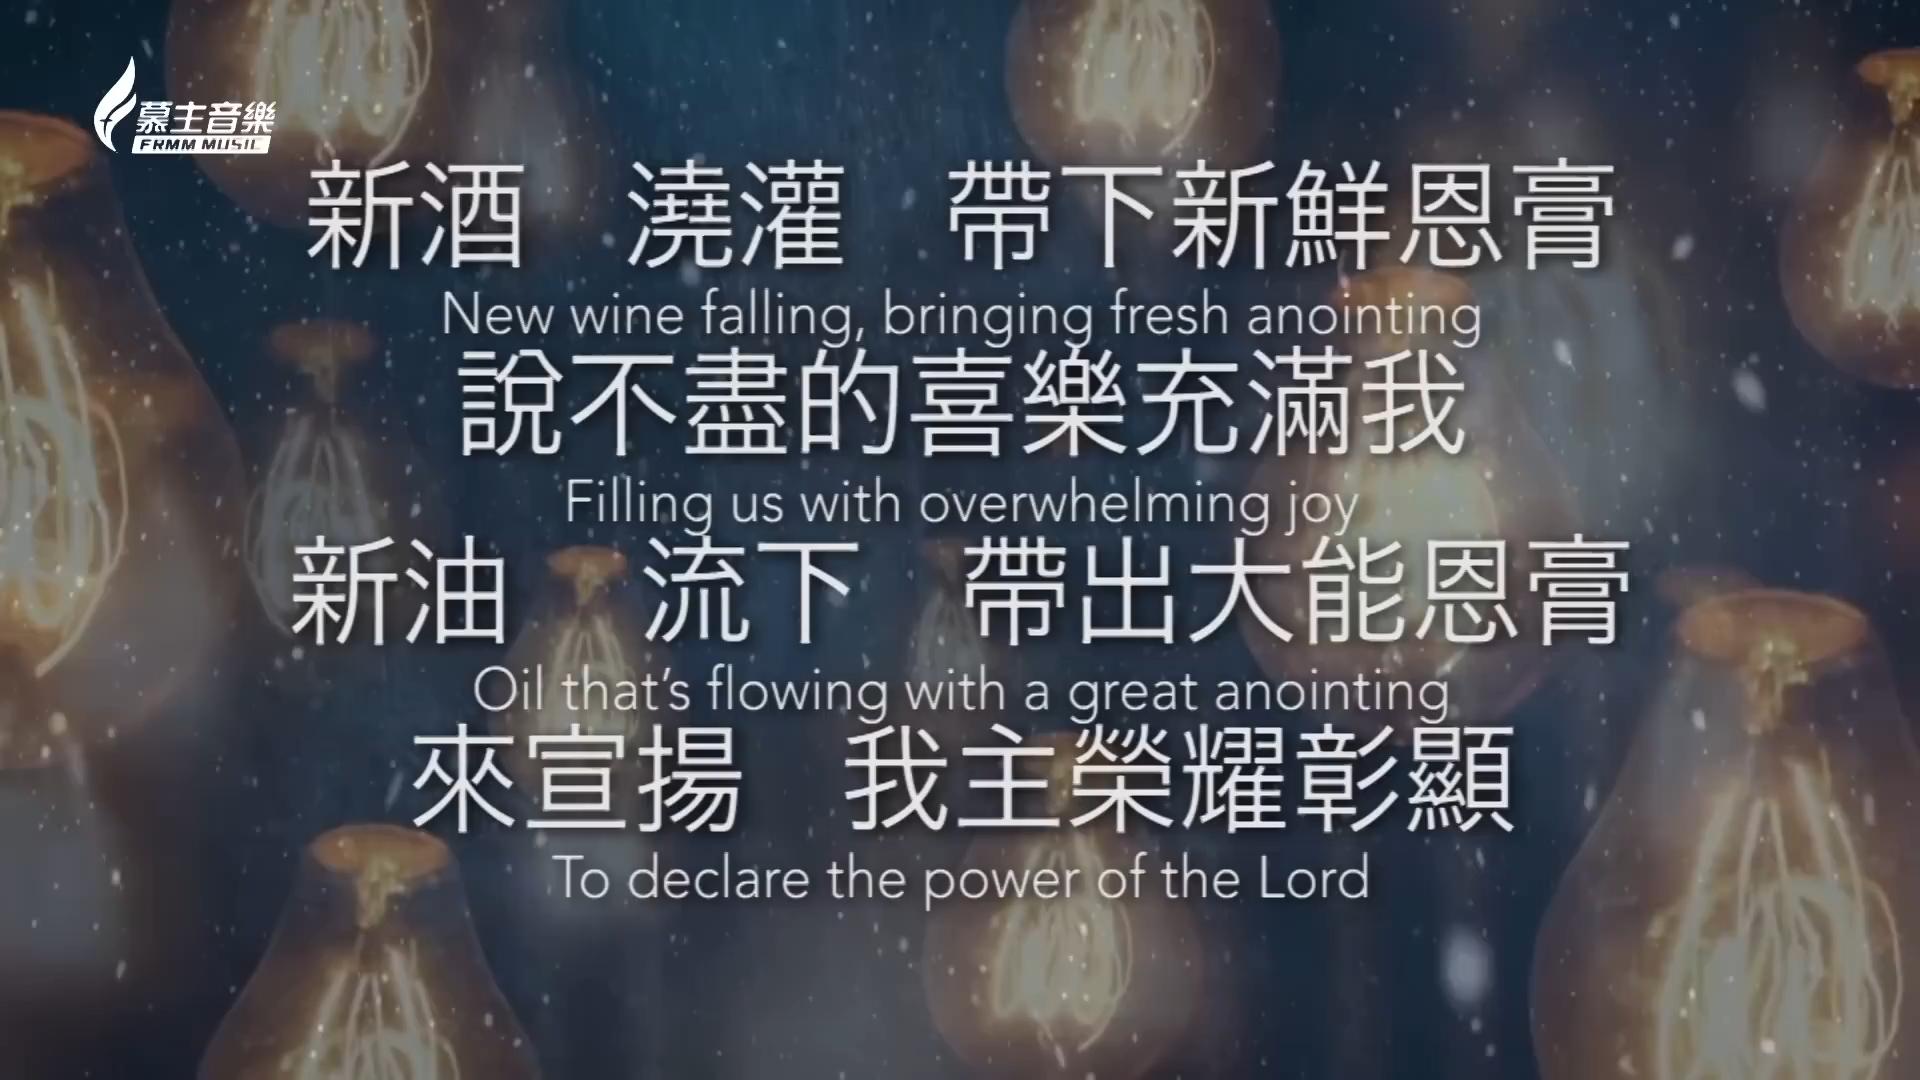 慕主音樂
FRMM MUSIC
新酒 澆灌 帶下新鮮恩膏
New wine falling, bringing fresh anointing
說不盡的喜樂充滿我
Filling us with overwhelming joy
新油 流下 帶出大能恩膏
Oil that's flowing with a great anointing
來宣揚 我主榮耀彰顯
To declare the power of the Lord